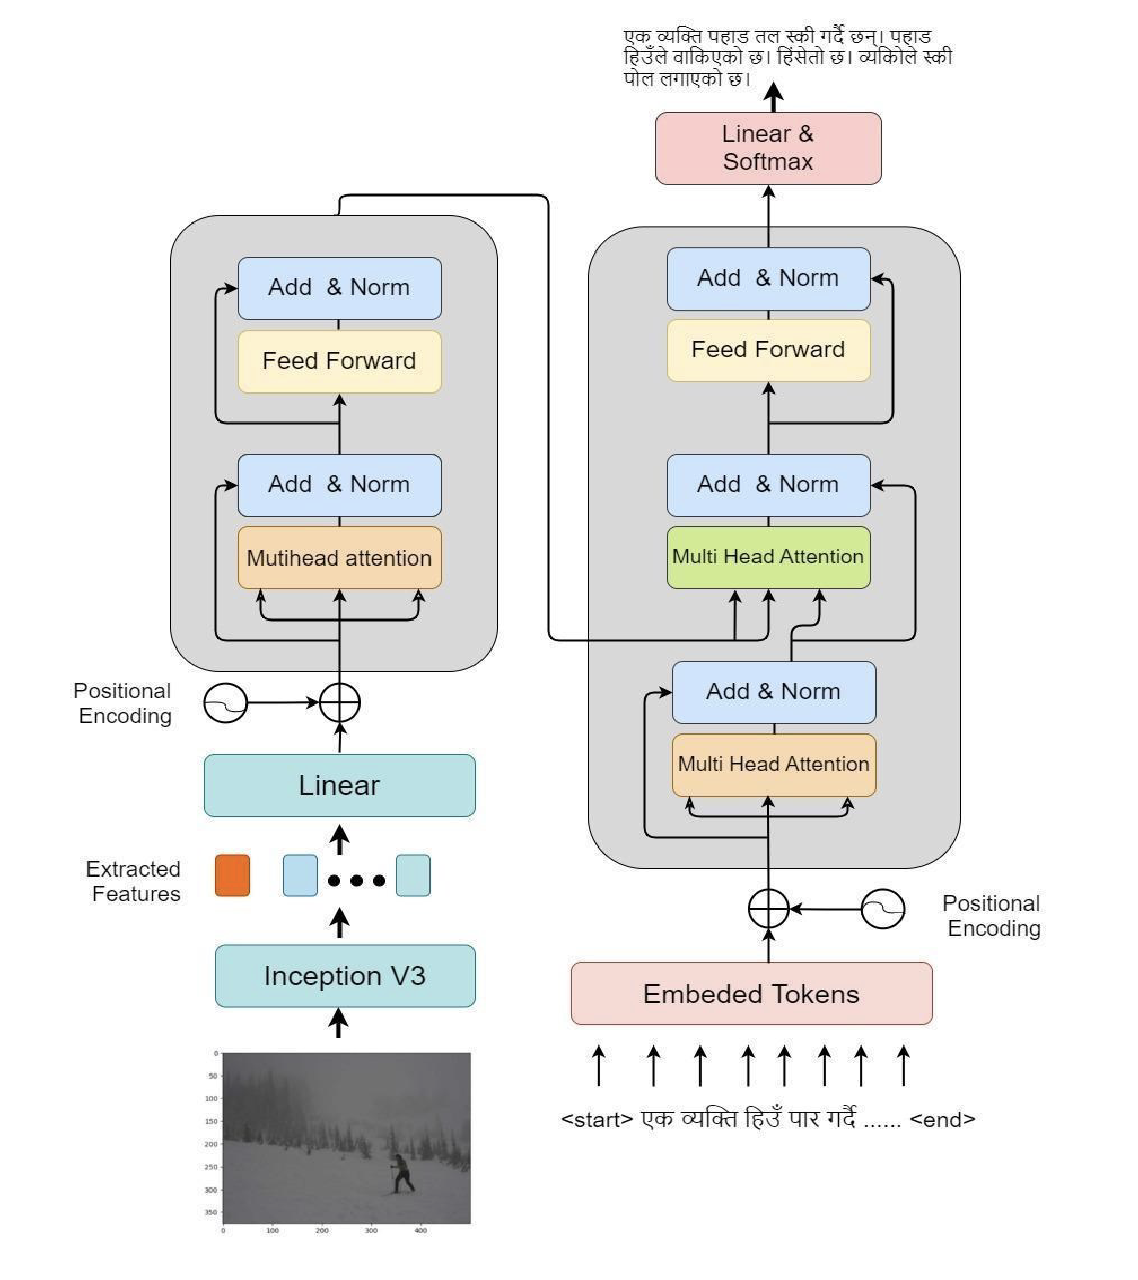 एक व्यक्ति पहाड तल स्की गर्दै छन्। पहाड
हिउँले वाकिएको छ। हिंसेतो छ। व्यकिोले स्की
पोल लगाएको छ।
Linear &
Softmax
Add & Norm
Feed Forward
Add & Norm
Mutihead attention
Positional
Encoding
Linear
Extracted
Features
Inception V3
0
50
100
150
200
250
300
350
0
100
200
300
400
Add & Norm
Feed Forward
Add & Norm
Multi Head Attention
Add & Norm
Multi Head Attention
Positional
Encoding
Embeded Tokens
<start> एक व्यक्ति हिउँ पार गर्दै ...... <end>